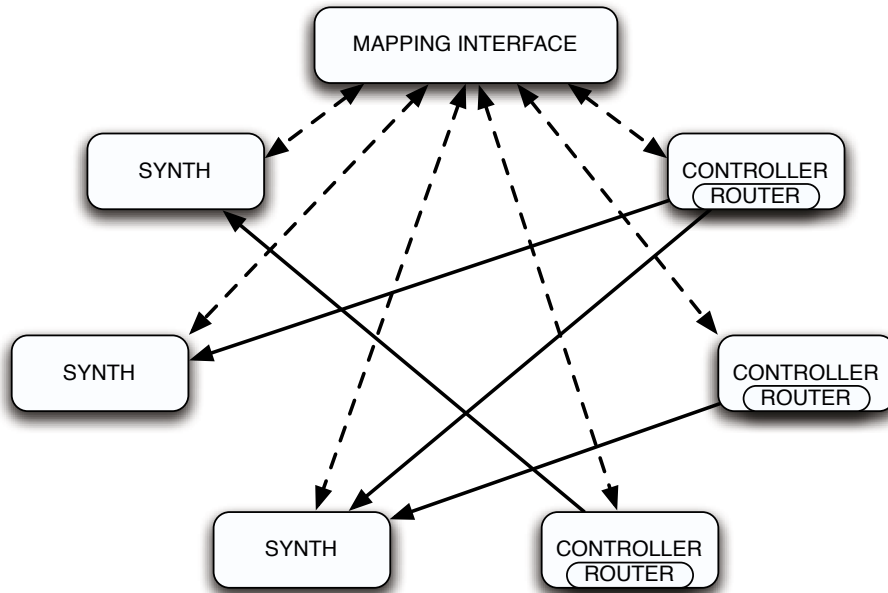 MAPPING INTERFACE
SYNTH
CONTROLLER
ROUTER
SYNTH
CONTROLLER
ROUTER
SYNTH
CONTROLLER
ROUTER